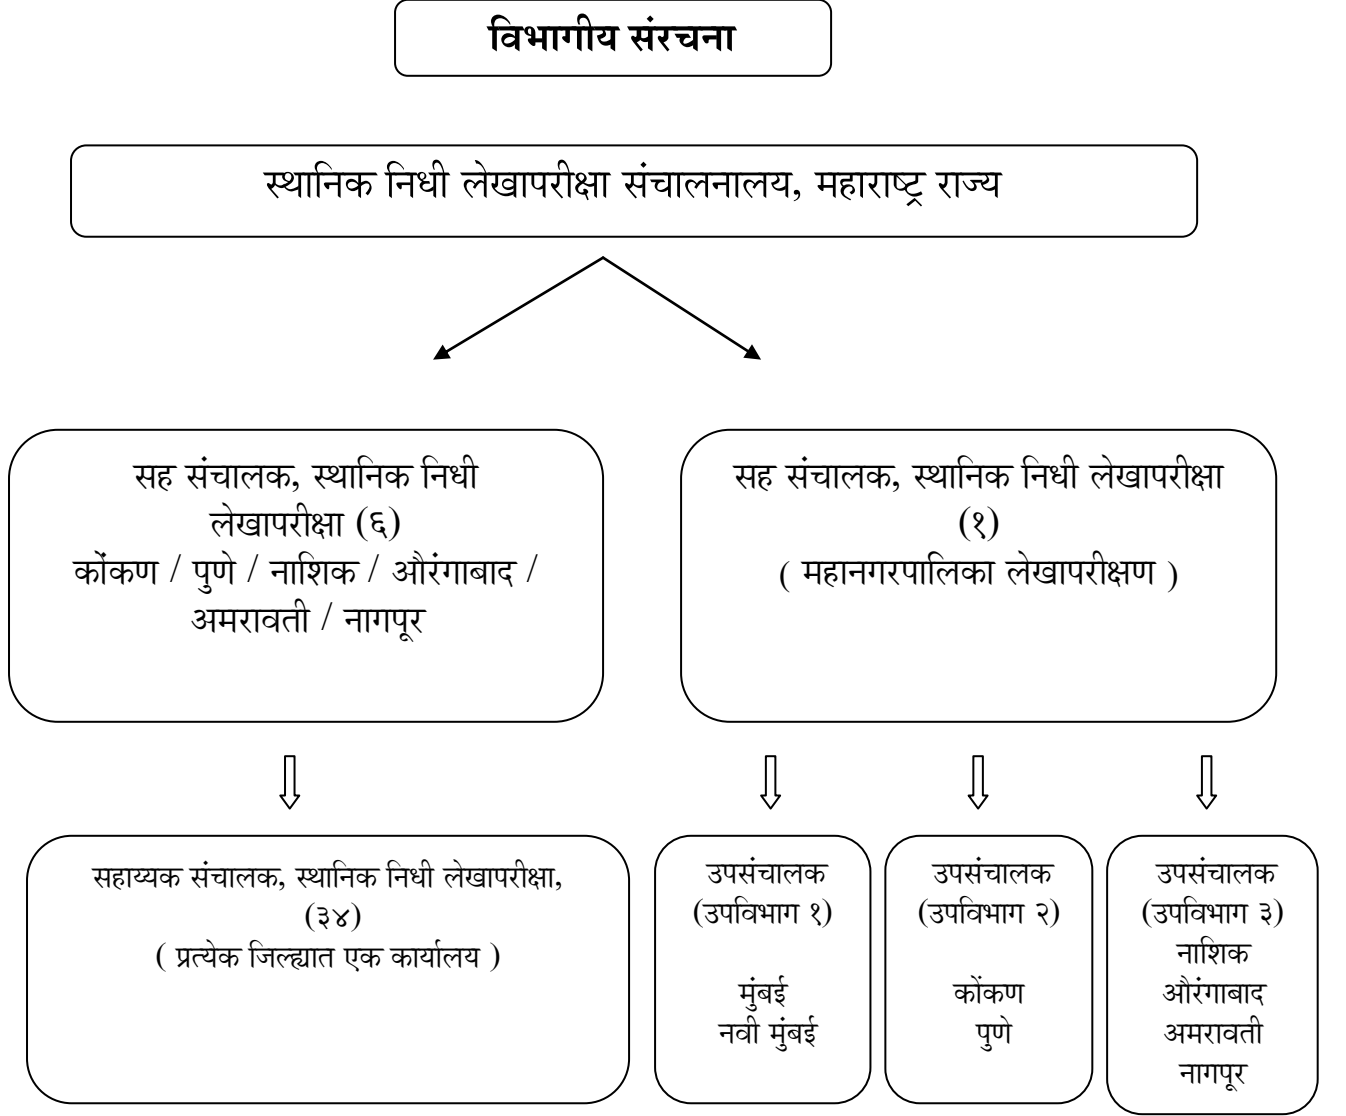 विभागीय संरचना
स्थानिक निधी लेखापरीक्षा संचालनालय, महाराष्ट्र राज्य
सह संचालक, स्थानिक निधी
लेखापरीक्षा (६)
कोंकण / पुणे / नाशिक / औरंगाबाद /
अमरावती / नागपूर
सह संचालक, स्थानिक निधी लेखापरीक्षा
(१)
( महानगरपालिका लेखापरीक्षण )
सहाय्यक संचालक, स्थानिक निधी लेखापरीक्षा,
(३४)
( प्रत्येक जिल्ह्यात एक कार्यालय )
उपसंचालक
(उपविभाग १)
मुंबई
नवी मुंबई
उपसंचालक
(उपविभाग २)
कोंकण
पुणे
उपसंचालक
(उपविभाग ३)
नाशिक
औरंगाबाद
अमरावती
नागपूर